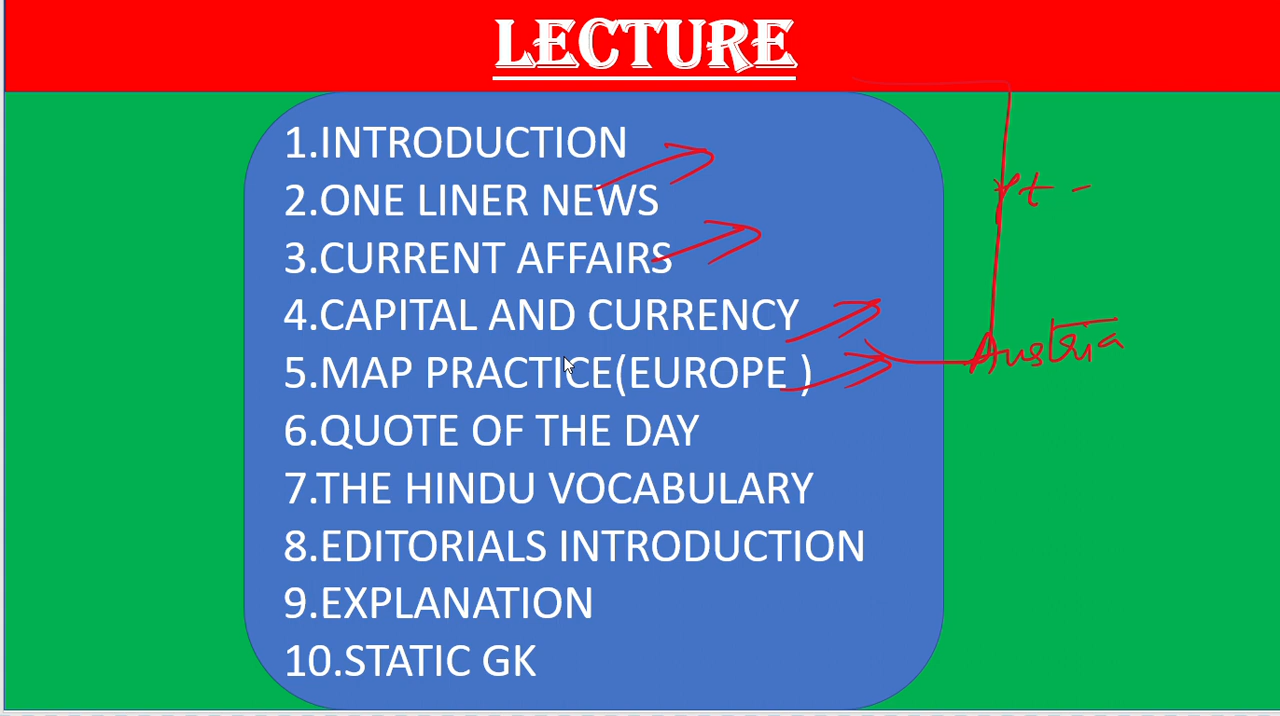 LECTURE
1.INTRODUCTION
2.ONE LINER NEWS
3.CURRENT AFFAIRS
4.CAPITAL AND CURRENCY
5.MAP PRACTICE(EUROPE )
Austria
6.QUOTE OF THE DAY
7.THE HINDU VOCABULARY
8.EDITORIALS INTRODUCTION
9.EXPLANATION
10.STATIC GK